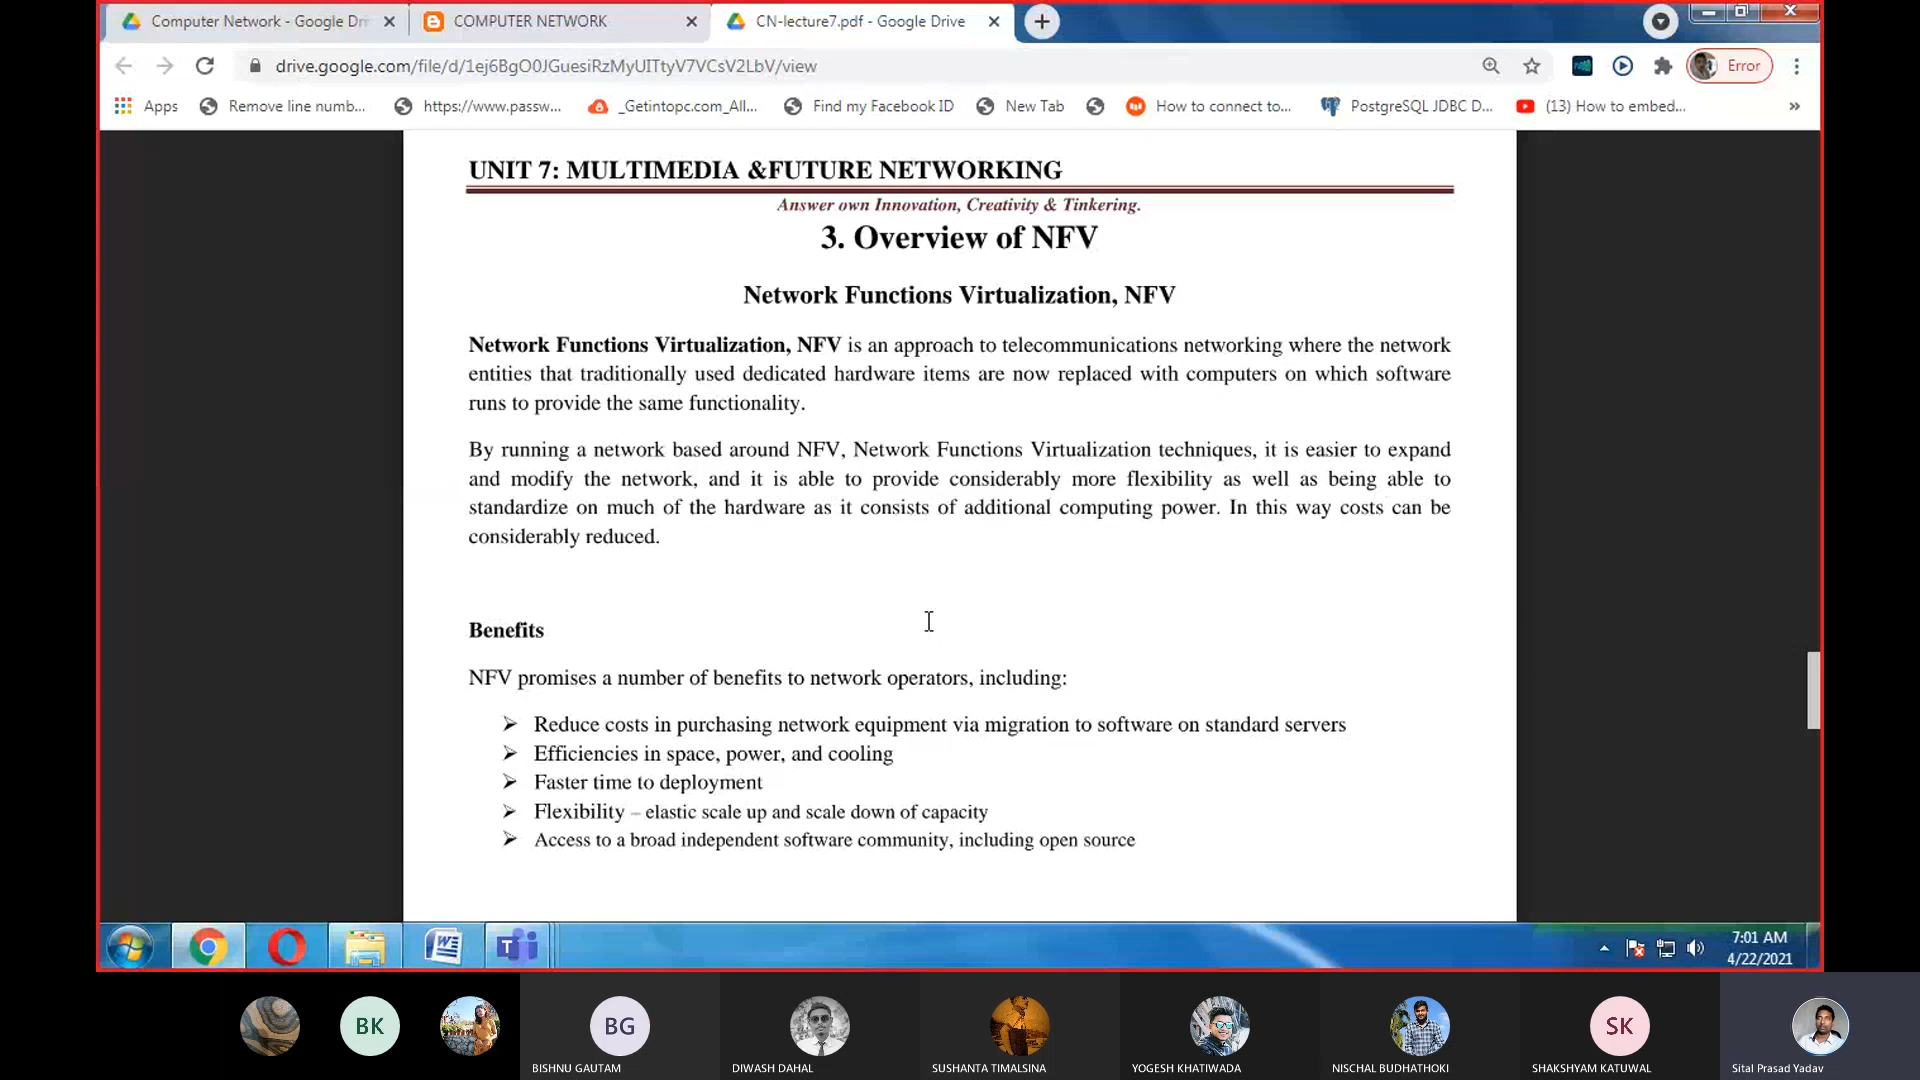 Computer Network - Google Dri
COMPUTER NETWORK
CN-lecture7.pdf - Google Drive
drive.google.com/file/d/1ej6BgO0JGuesiRzMyUITtyV7VCsV2LbV/view
Error
Apps
Remove line numb...
https://www.passw...
_Getintopc.com_All...
Find my Facebook ID
New Tab
How to connect to...
PostgreSQL JDBC D...
(13) How to embed...
»
UNIT 7: MULTIMEDIA &FUTURE NETWORKING
Answer own Innovation, Creativity & Tinkering.
3. Overview of NFV
Network Functions Virtualization, NFV
Network Functions Virtualization, NFV is an approach to telecommunications networking where the network
entities that traditionally used dedicated hardware items are now replaced with computers on which software
runs to provide the same functionality.
By running a network based around NFV, Network Functions Virtualization techniques, it is easier to expand
and modify the network, and it is able to provide considerably more flexibility as well as being able to
standardize on much of the hardware as it consists of additional computing power. In this way costs can be
considerably reduced.
Benefits
NFV promises a number of benefits to network operators, including:
➢ Reduce costs in purchasing network equipment via migration to software on standard servers
➢ Efficiencies in space, power, and cooling
➢ Faster time to deployment
➢ Flexibility – elastic scale up and scale down of capacity
➢ Access to a broad independent software community, including open source
7:01 AM
4/22/2021
BK
BG
SK
BISHNU GAUTAM
DIWASH DAHAL
SUSHANTA TIMALSINA
YOGESH KHATIWADA
NISCHAL BUDHATHOKI
SHAKSHYAM KATUWAL
Sital Prasad Yadav